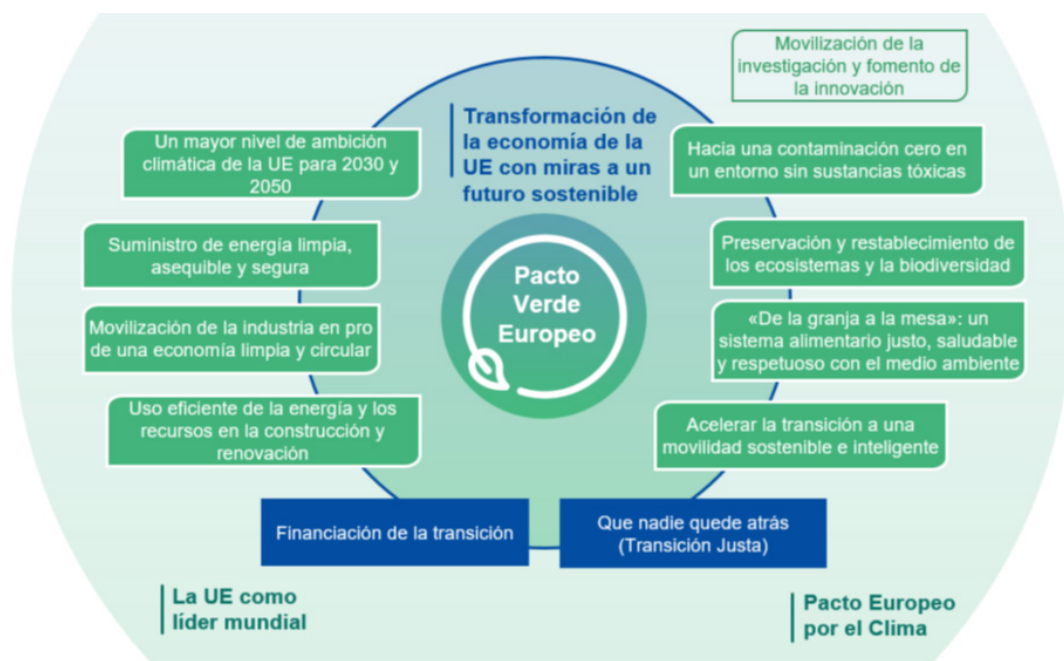 Movilización de la
investigación y fomento de
la innovación
Transformación de
la economía de la
UE con miras a un
futuro sostenible
Un mayor nivel de ambición
climática de la UE para 2030 y
2050
Hacia una contaminación cero en
un entorno sin sustancias tóxicas
Suministro de energía limpia,
asequible y segura
Preservación y restablecimiento de
los ecosistemas y la biodiversidad
Pacto
Verde
Europeo
Movilización de la industria en pro
de una economía limpia y circular
«De la granja a la mesa»: un
sistema alimentario justo, saludable
y respetuoso con el medio ambiente
Uso eficiente de la energía y los
recursos en la construcción y
renovación
Acelerar la transición a una
movilidad sostenible e inteligente
Financiación de la transición
Que nadie quede atrás
(Transición Justa)
La UE como
líder mundial
Pacto Europeo
por el Clima